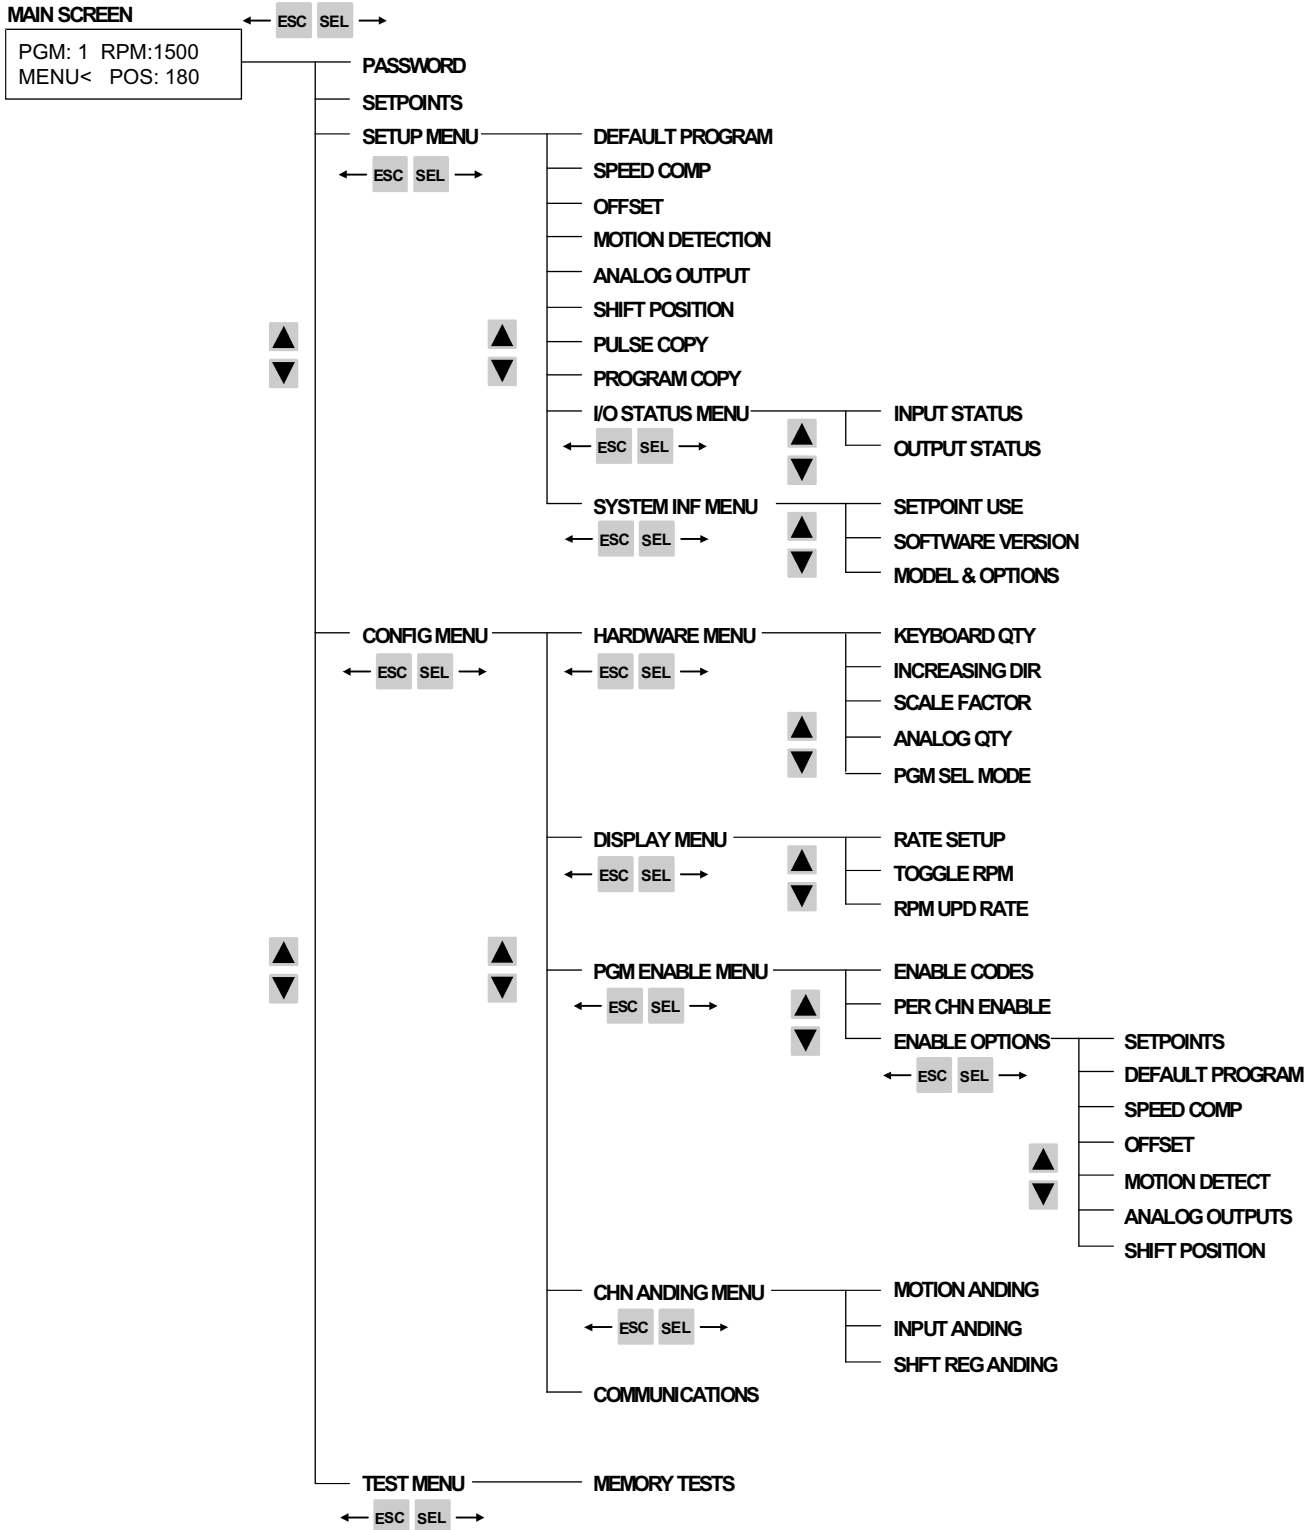 MAIN SCREEN
ESC SEL
PGM: 1 RPM:1500
MENU< POS: 180
PASSWORD
SETPOINTS
SETUP MENU
ESC SEL
DEFAULT PROGRAM
SPEED COMP
OFFSET
MOTION DETECTION
ANALOG OUTPUT
SHIFT POSITION
PULSE COPY
PROGRAM COPY
I/O STATUS MENU
ESC SEL
INPUT STATUS
OUTPUT STATUS
SYSTEM INF MENU
ESC SEL
SETPOINT USE
SOFTWARE VERSION
MODEL & OPTIONS
CONFIG MENU
ESC SEL
HARDWARE MENU
ESC SEL
KEYBOARD QTY
INCREASING DIR
SCALE FACTOR
ANALOG QTY
PGM SEL MODE
DISPLAY MENU
ESC SEL
RATE SETUP
TOGGLE RPM
RPM UPD RATE
PGM ENABLE MENU
ESC SEL
ENABLE CODES
PER CHN ENABLE
ENABLE OPTIONS
ESC SEL
SETPOINTS
DEFAULT PROGRAM
SPEED COMP
OFFSET
MOTION DETECT
ANALOG OUTPUTS
SHIFT POSITION
CHN ANDING MENU
ESC SEL
MOTION ANDING
INPUT ANDING
SHFT REG ANDING
COMMUNICATIONS
TEST MENU
ESC SEL
MEMORY TESTS